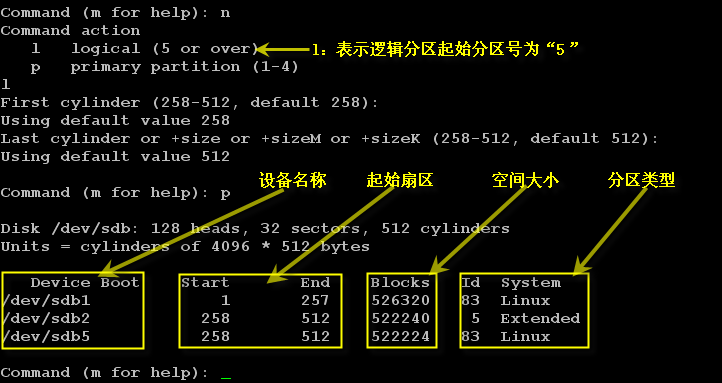 Command (m for help): n
Command action
l   logical (5 or over)   l：表示逻辑分区起始分区号为“5”
p   primary partition (1-4)
l
First cylinder (258-512, default 258):
Using default value 258
Last cylinder or +size or +sizeM or +sizeK (258-512, default 512):
Using default value 512
设备名称   起始扇区   空间大小   分区类型
Command (m for help): p
Disk /dev/sdb: 128 heads, 32 sectors, 512 cylinders
Units = cylinders of 4096 * 512 bytes
Device Boot   Start   End   Blocks   Id   System
/dev/sdb1   1   257   526320   83   Linux
/dev/sdb2   258   512   522240   5   Extended
/dev/sdb5   258   512   522224   83   Linux
Command (m for help): _